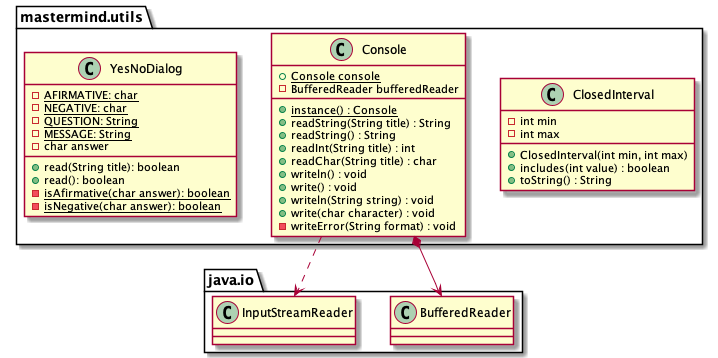 mastermind.utils
C YesNoDialog
AFIRMATIVE: char
NEGATIVE: char
QUESTION: String
MESSAGE: String
char answer
read(String title): boolean
read(): boolean
isAfirmative(char answer): boolean
isNegative(char answer): boolean
C Console
Console console
BufferedReader bufferedReader
instance() : Console
readString(String title) : String
readString() : String
readInt(String title) : int
readChar(String title) : char
writeln() : void
write() : void
writeln(String string) : void
write(char character) : void
writeError(String format) : void
C ClosedInterval
int min
int max
ClosedInterval(int min, int max)
includes(int value) : boolean
toString() : String
java.io
C InputStreamReader
C BufferedReader